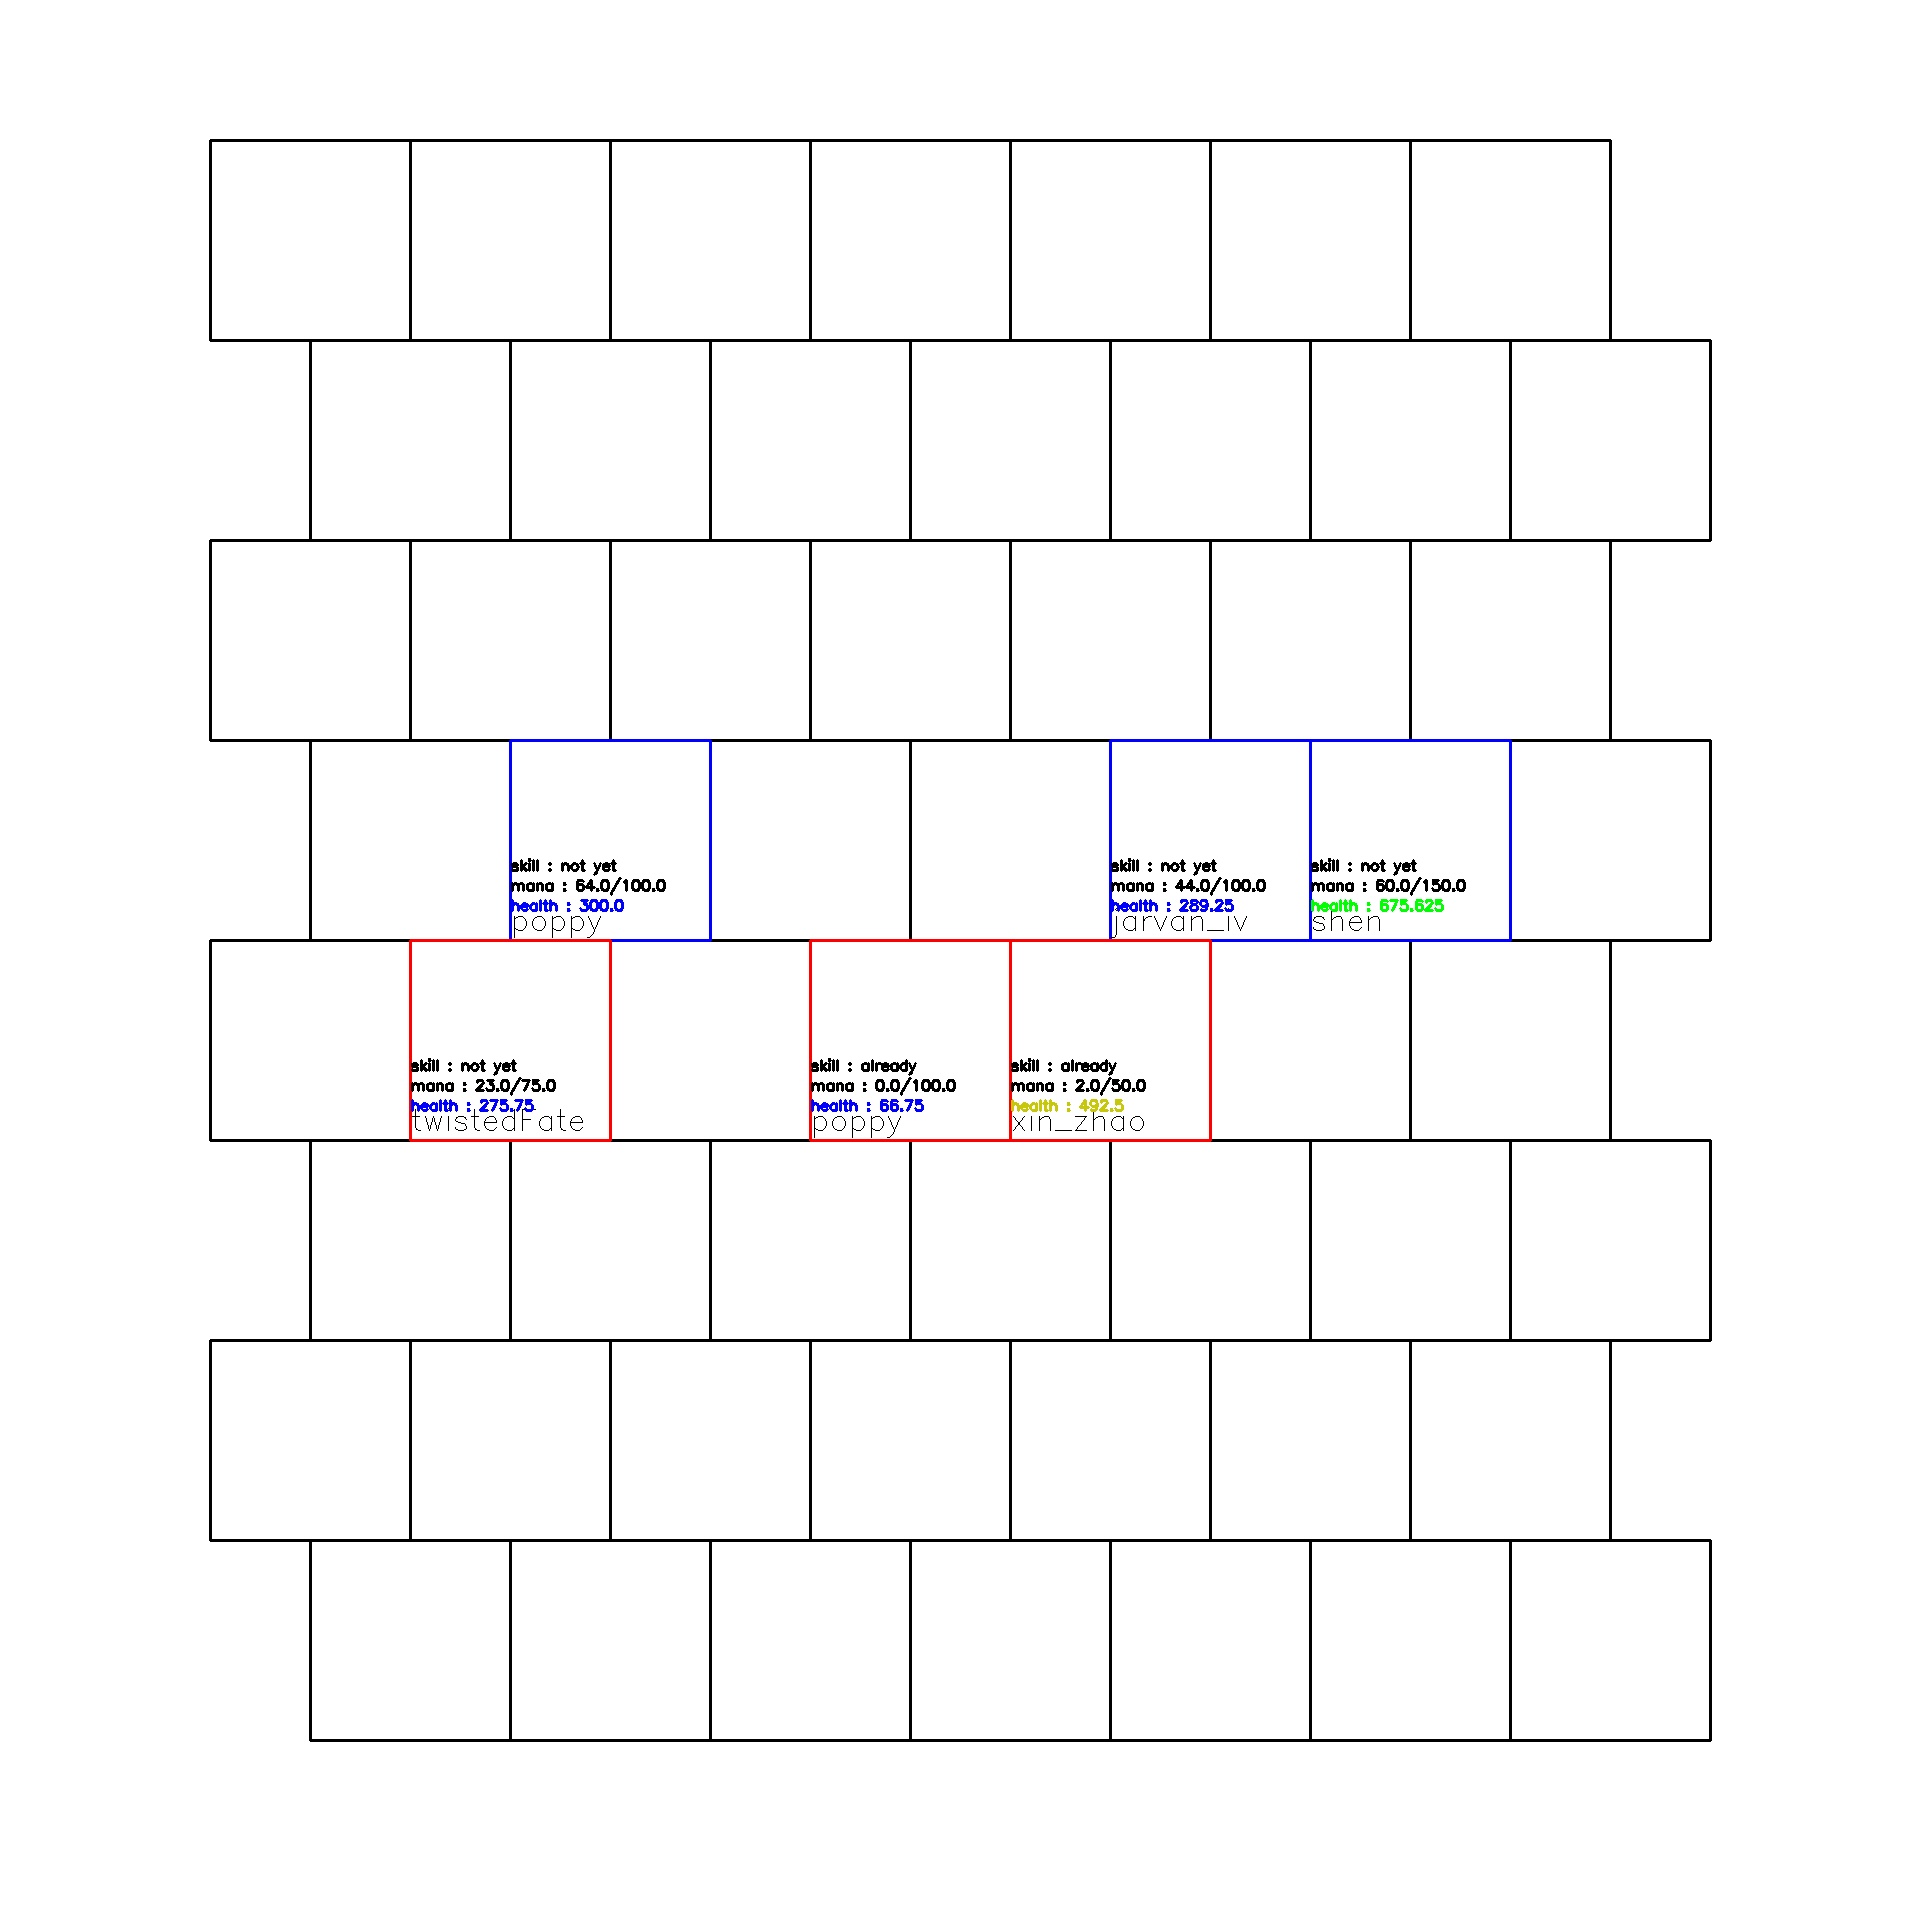 skill : not yet
mana : 64.0/100.0
health : 300.0
poppy
skill : not yet
mana : 44.0/100.0
health : 289.25
jarvan_iv
skill : not yet
mana : 60.0/150.0
health : 675.625
shen
skill : not yet
mana : 23.0/75.0
health : 275.75
twistedFate
skill : already
mana : 0.0/100.0
health : 66.75
poppy
skill : already
mana : 2.0/50.0
health : 492.5
xin_zhao